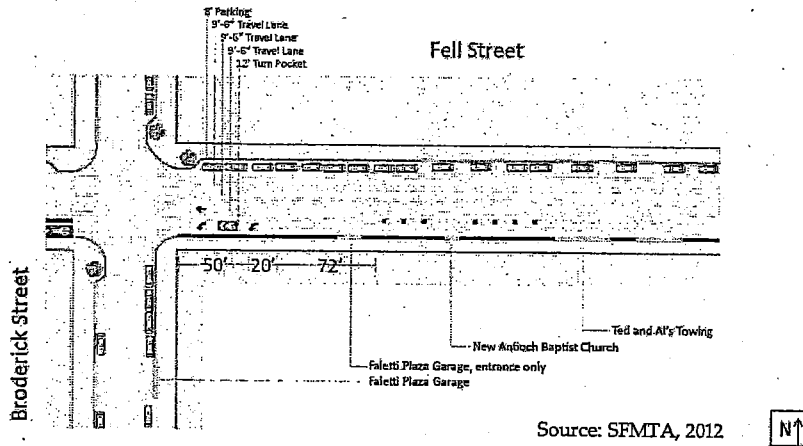 8' Parking
9'-6" Travel Lane
9'-6" Travel Lane
9'-6" Travel Lane
12' Turn Pocket
Fell Street
50' 20' 72'
Broderick Street
Ted and Al's Towing
New Antioch Baptist Church
Faletti Plaza Garage, entrance only
Faletti Plaza Garage
Source: SFMTA, 2012
N